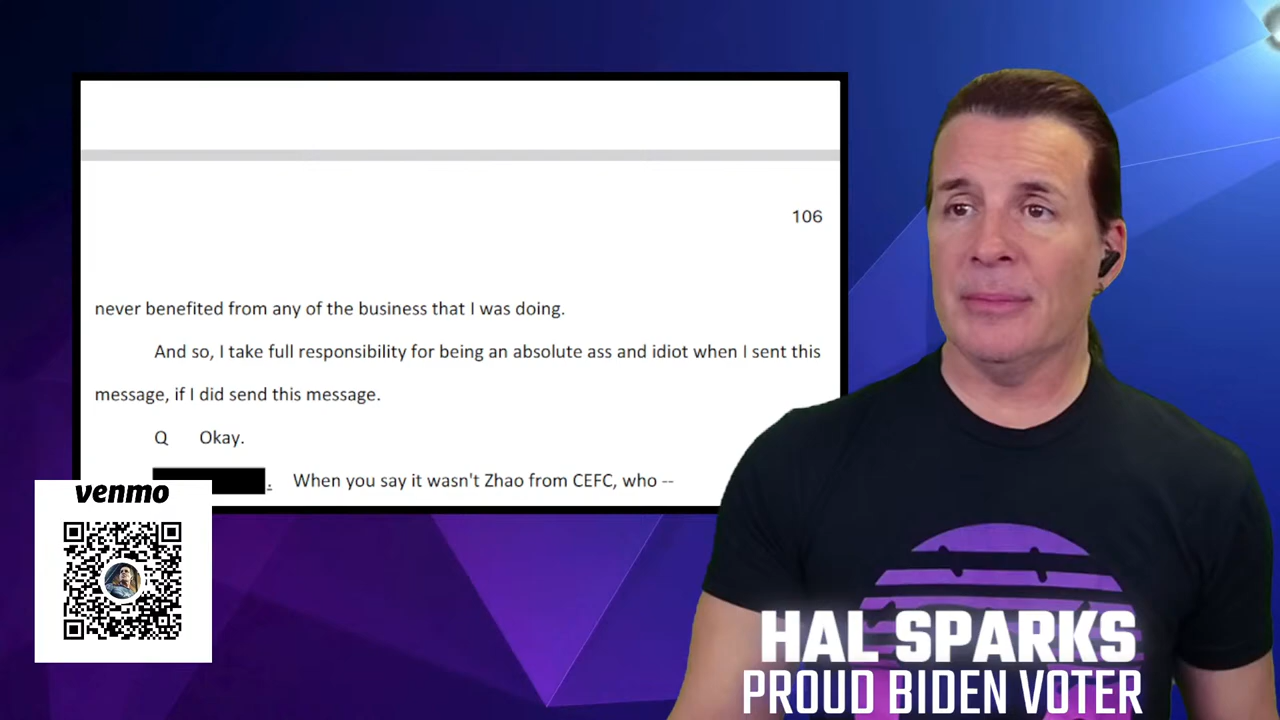 106
never benefited from any of the business that I was doing.
And so, I take full responsibility for being an absolute ass and idiot when I sent this
message, if I did send this message.
Q Okay.
. When you say it wasn't Zhao from CEFC, who --
venmo
HAL SPARKS
PROUD BIDEN VOTER